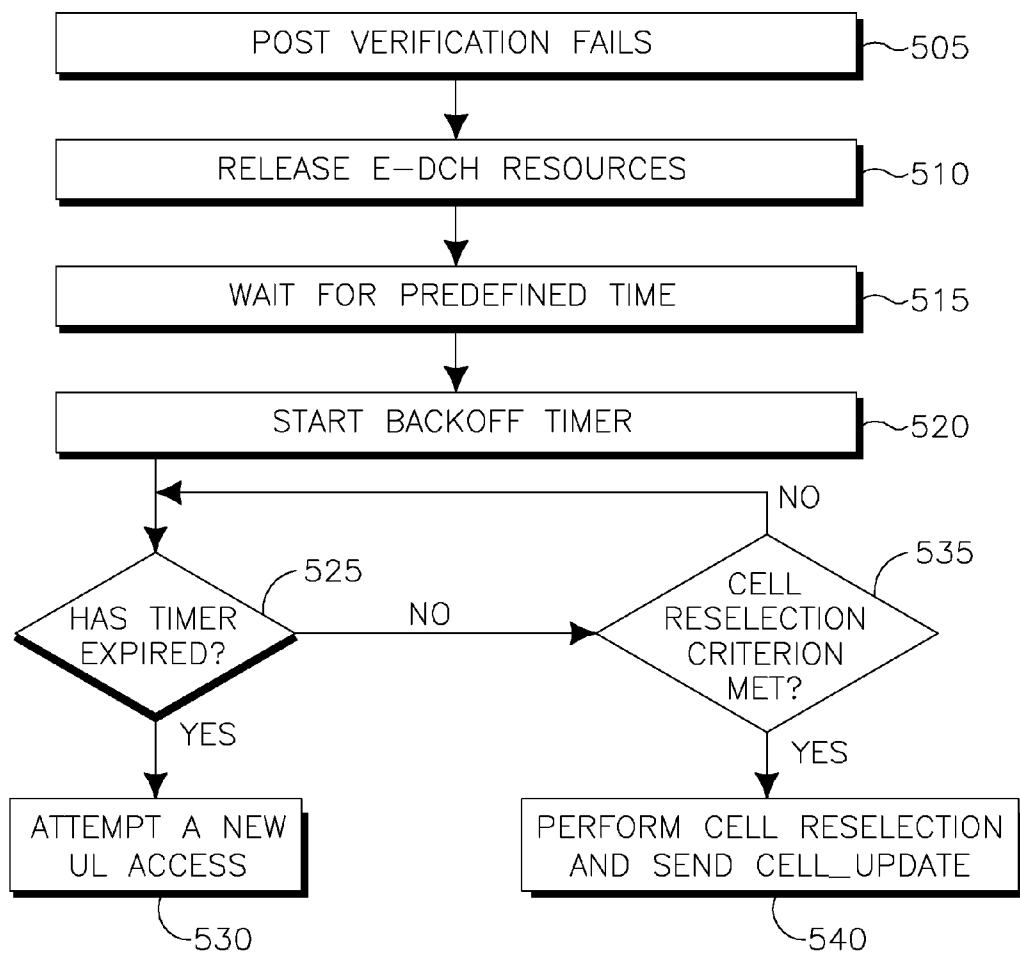 POST VERIFICATION FAILS
505
RELEASE E-DCH RESOURCES
510
WAIT FOR PREDEFINED TIME
515
START BACKOFF TIMER
520
NO
525
535
HAS TIMER
EXPIRED?
NO
CELL
RESELECTION
CRITERION
MET?
YES
YES
ATTEMPT A NEW
UL ACCESS
PERFORM CELL RESELECTION
AND SEND CELL_UPDATE
530
540